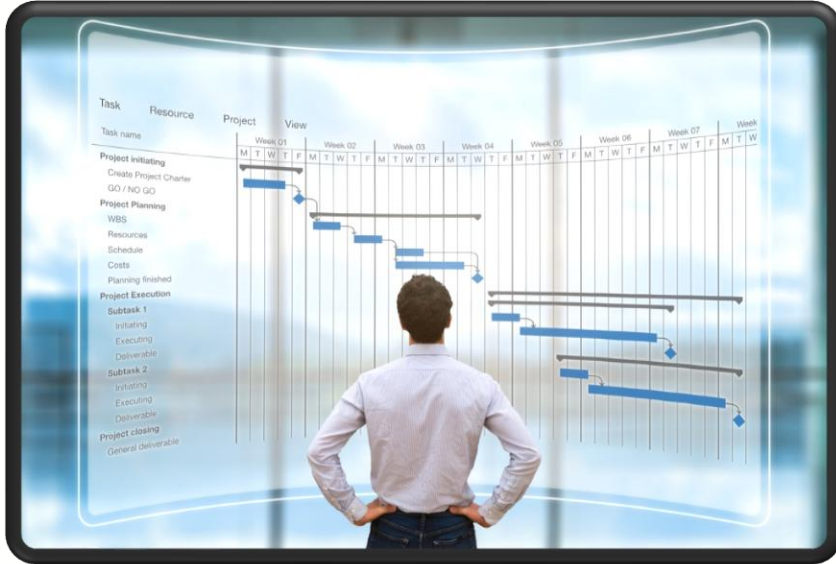 Task Resource Project View
Task name
Week 01 Week 02 Week 03 Week 04 Week 05 Week 06 Week 07 Week
M T W T F M T W T F M T W T F M T W T F M T W T F M T W T F M T W T F M T W
Project initiating
Create Project Charter
GO / NO GO
Project Planning
WBS
Resources
Schedule
Costs
Planning finished
Project Execution
Subtask 1
Initiating
Executing
Deliverable
Subtask 2
Initiating
Executing
Deliverable
Project closing
General deliverable